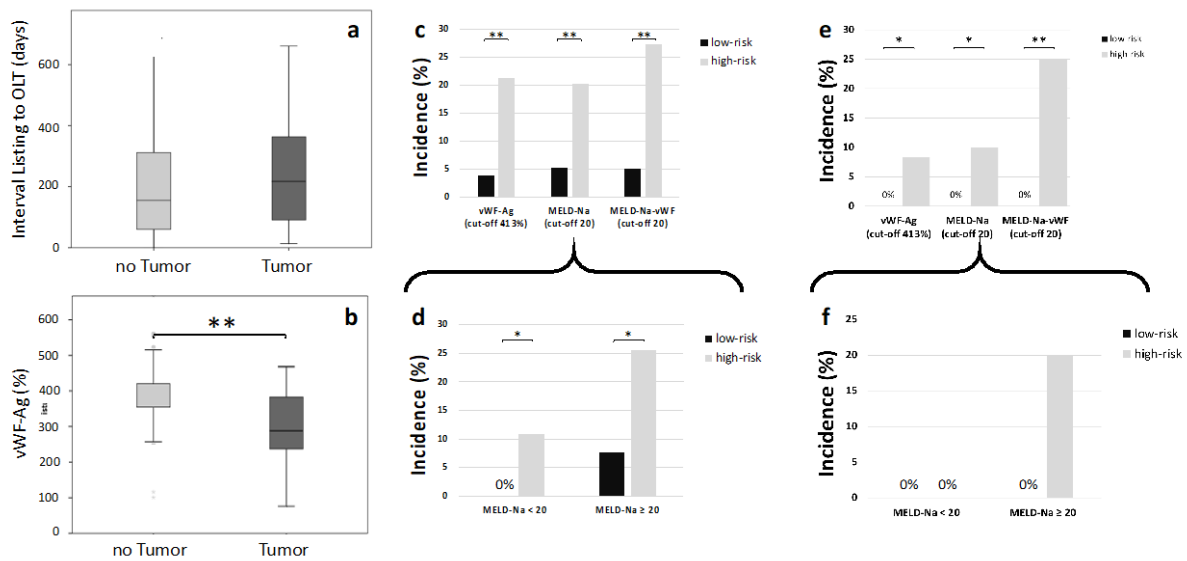 a
Interval Listing to OLT (days)
600
400
200
0
no Tumor
Tumor
b
**
vWF-Ag (%)
600
500
400
300
200
100
0
no Tumor
Tumor
c
Incidence (%)
30
25
20
15
10
5
0
** ** **
low-risk
high-risk
vWF-Ag
(cut-off 413%)
MELD-Na
(cut-off 20)
MELD-Na-vWF
(cut-off 20)
d
Incidence (%)
30
25
20
15
10
5
0
* *
0%
low-risk
high-risk
MELD-Na < 20
MELD-Na ≥ 20
e
Incidence (%)
30
25
20
15
10
5
0
* * **
0% 0% 0%
low-risk
high-risk
vWF-Ag
(cut-off 413%)
MELD-Na
(cut-off 20)
MELD-Na-vWF
(cut-off 20)
f
Incidence (%)
25
20
15
10
5
0
0% 0% 0%
low-risk
high-risk
MELD-Na < 20
MELD-Na ≥ 20